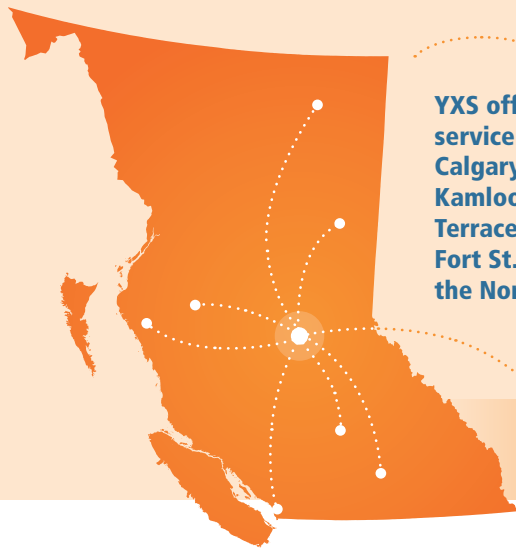 YXS off
service
Calgary
Kamloo
Terrace
Fort St.
the Nor